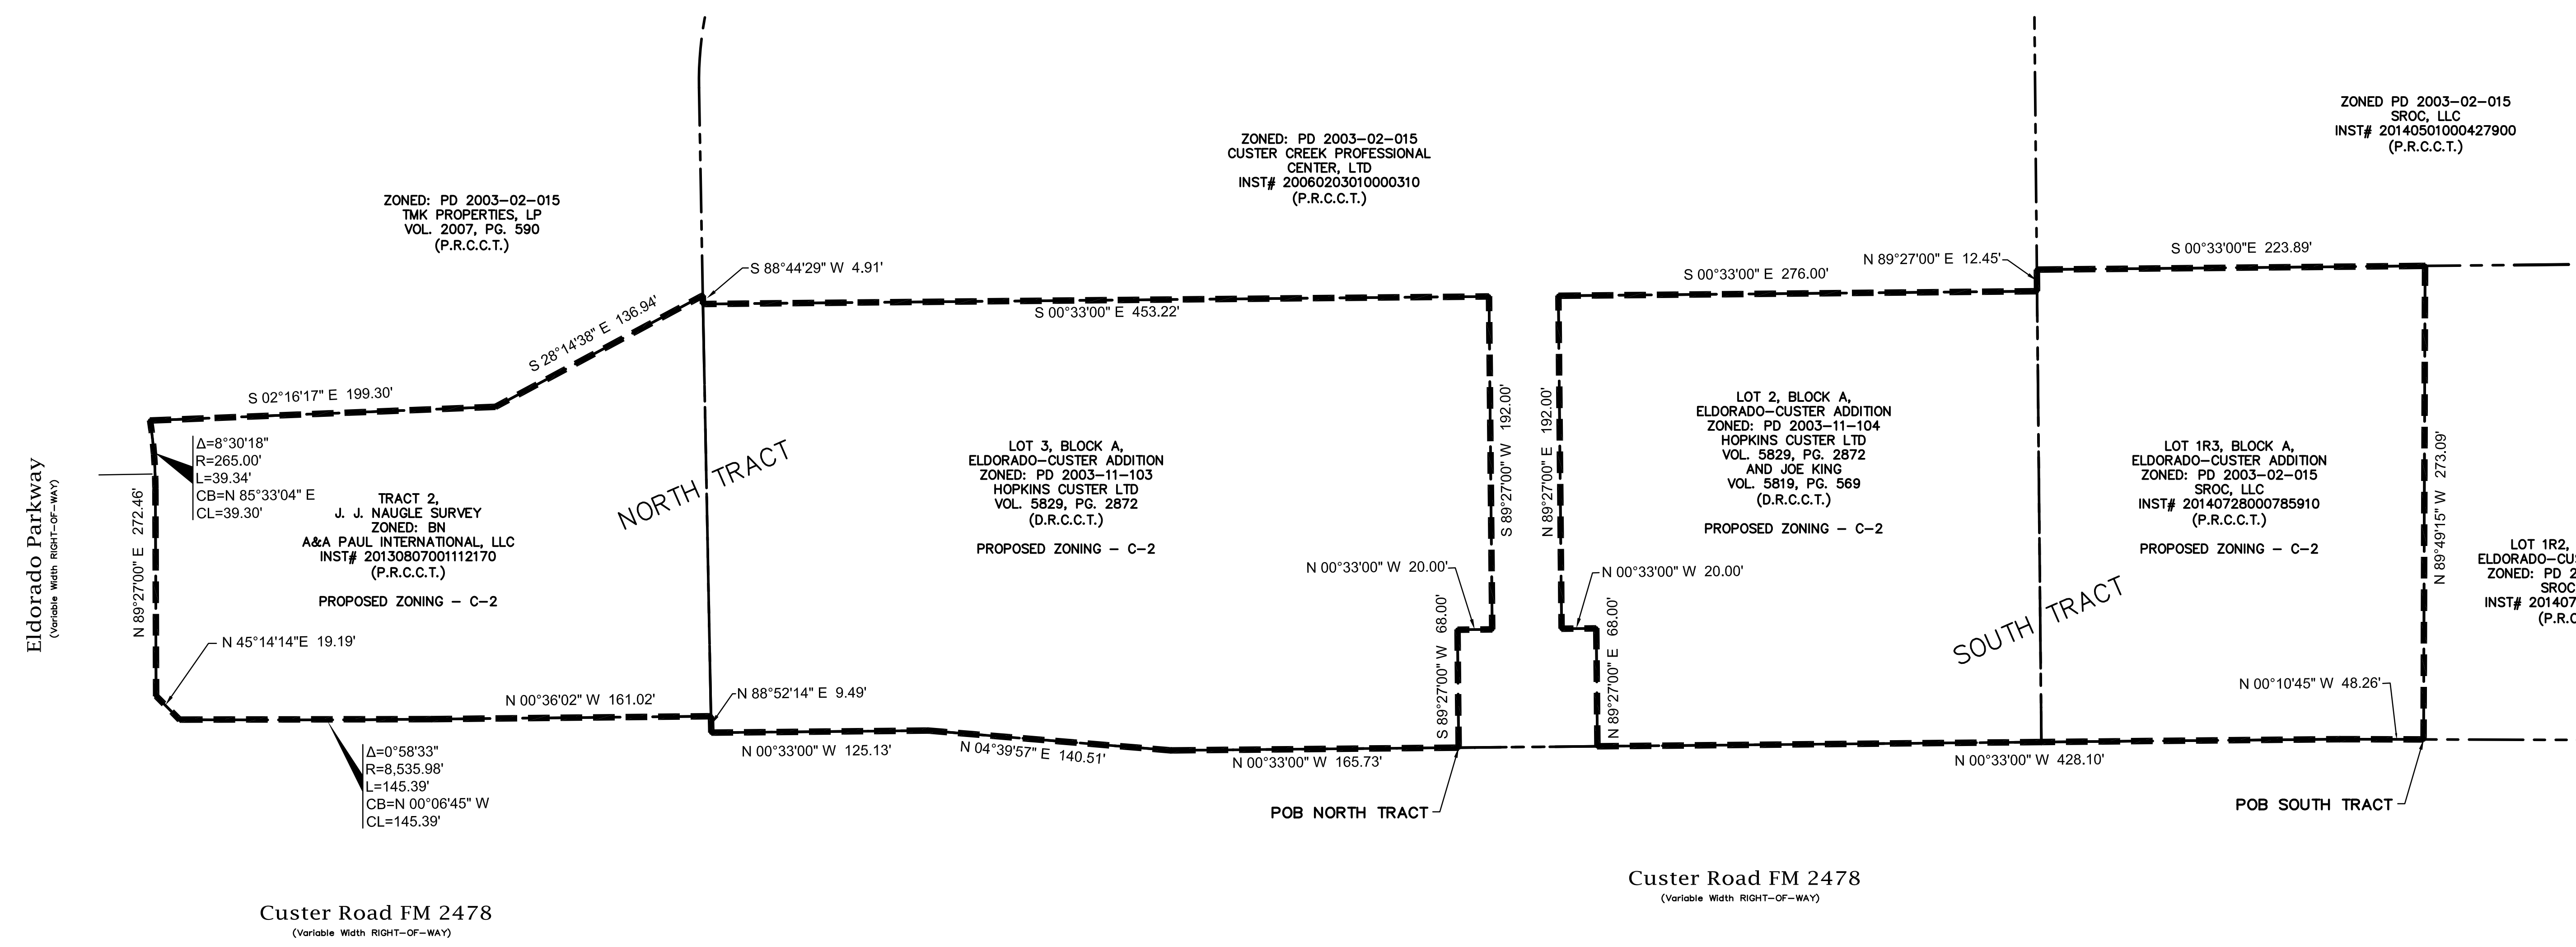 ZONED: PD 2003-02-015
TMK PROPERTIES, LP
VOL. 2007, PG. 590
(P.R.C.C.T.)
ZONED: PD 2003-02-015
CUSTER CREEK PROFESSIONAL
CENTER, LTD
INST# 20060203010000310
(P.R.C.C.T.)
ZONED PD 2003-02-015
SROC, LLC
INST# 20140501000427900
(P.R.C.C.T.)
S 88°44'29" W 4.91'
S 00°33'00" E 453.22'
S 28°14'38" E 136.94'
S 02°16'17" E 199.30'
S 00°33'00" E 276.00'
N 89°27'00" E 12.45'
S 00°33'00"E 223.89'
Eldorado Parkway
(Variable Width RIGHT-OF-WAY)
N 89°27'00" E 272.46'
Δ=8°30'18"
R=265.00'
L=39.34'
CB=N 85°33'04" E
CL=39.30'
TRACT 2,
J. J. NAUGLE SURVEY
ZONED: BN
A&A PAUL INTERNATIONAL, LLC
INST# 20130807001112170
(P.R.C.C.T.)
PROPOSED ZONING - C-2
NORTH TRACT
LOT 3, BLOCK A,
ELDORADO-CUSTER ADDITION
ZONED: PD 2003-11-103
HOPKINS CUSTER LTD
VOL. 5829, PG. 2872
(D.R.C.C.T.)
PROPOSED ZONING - C-2
S 89°27'00" W 192.00'
N 89°27'00" E 192.00'
LOT 2, BLOCK A,
ELDORADO-CUSTER ADDITION
ZONED: PD 2003-11-104
HOPKINS CUSTER LTD
VOL. 5829, PG. 2872
AND JOE KING
VOL. 5819, PG. 569
(D.R.C.C.T.)
PROPOSED ZONING - C-2
LOT 1R3, BLOCK A,
ELDORADO-CUSTER ADDITION
ZONED: PD 2003-02-015
SROC, LLC
INST# 20140728000785910
(P.R.C.C.T.)
PROPOSED ZONING - C-2
SOUTH TRACT
N 89°49'15" W 273.09'
LOT 1R2,
ELDORADO-CUS
ZONED: PD 2
SROC
INST# 201407
(P.R.C
N 00°33'00" W 20.00'
N 00°33'00" W 20.00'
S 89°27'00" W 68.00'
N 89°27'00" E 68.00'
N 45°14'14"E 19.19'
N 00°36'02" W 161.02'
N 88°52'14" E 9.49'
N 00°10'45" W 48.26'
N 00°33'00" W 125.13'
N 04°39'57" E 140.51'
N 00°33'00" W 165.73'
N 00°33'00" W 428.10'
Δ=0°58'33"
R=8,535.98'
L=145.39'
CB=N 00°06'45" W
CL=145.39'
POB NORTH TRACT
POB SOUTH TRACT
Custer Road FM 2478
(Variable Width RIGHT-OF-WAY)
Custer Road FM 2478
(Variable Width RIGHT-OF-WAY)